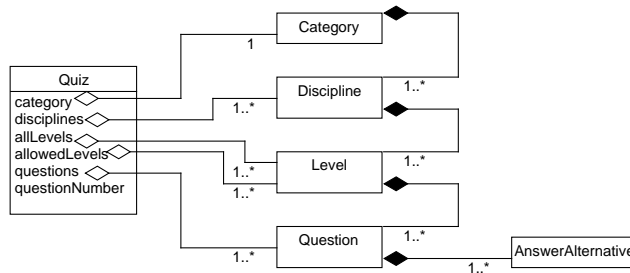 Category
1
Quiz
category
disciplines
allLevels
allowedLevels
questions
questionNumber
1..*
Discipline
1..*
1..*
Level
1..*
1..*
1..*
Question
1..*
AnswerAlternative
1..*